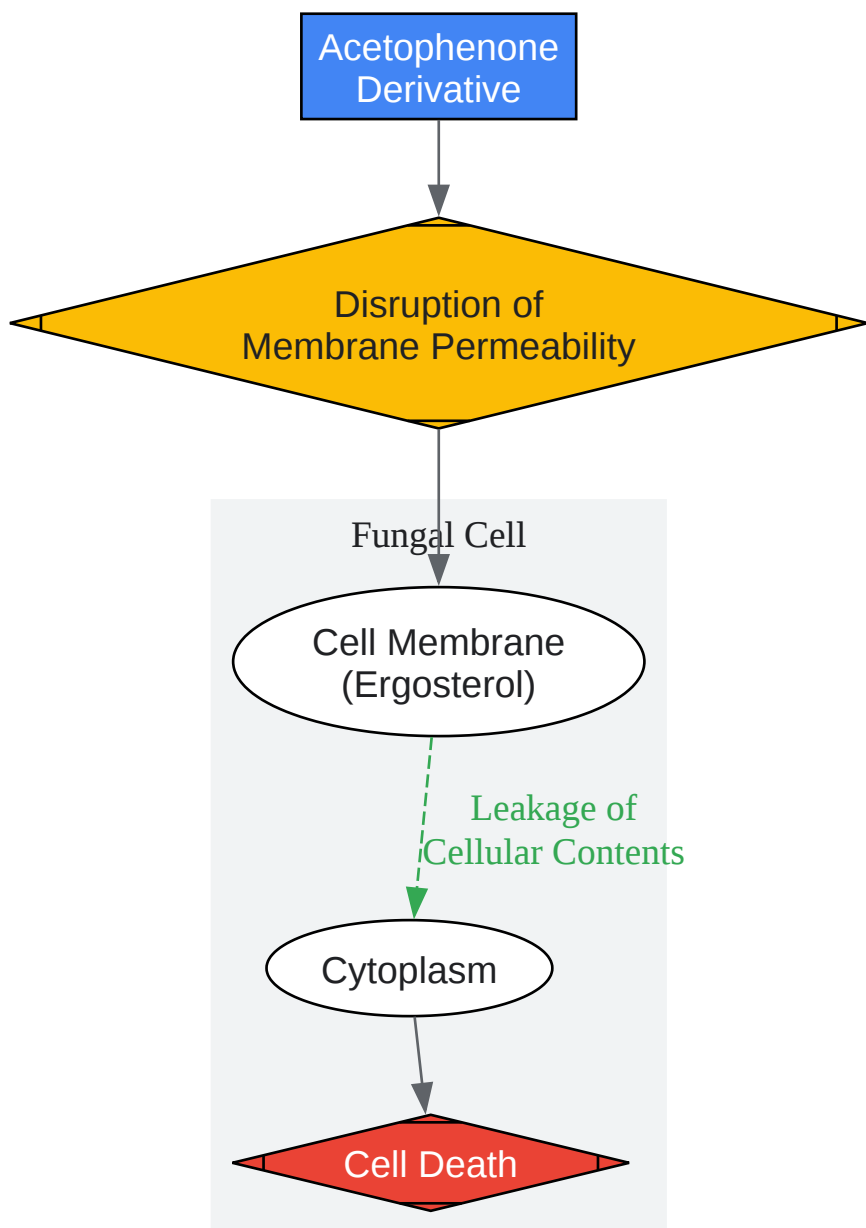 Acetophenone
Derivative
Disruption of
Membrane Permeability
Fungal Cell
Cell Membrane
(Ergosterol)
Leakage of
Cellular Contents
Cytoplasm
Cell Death